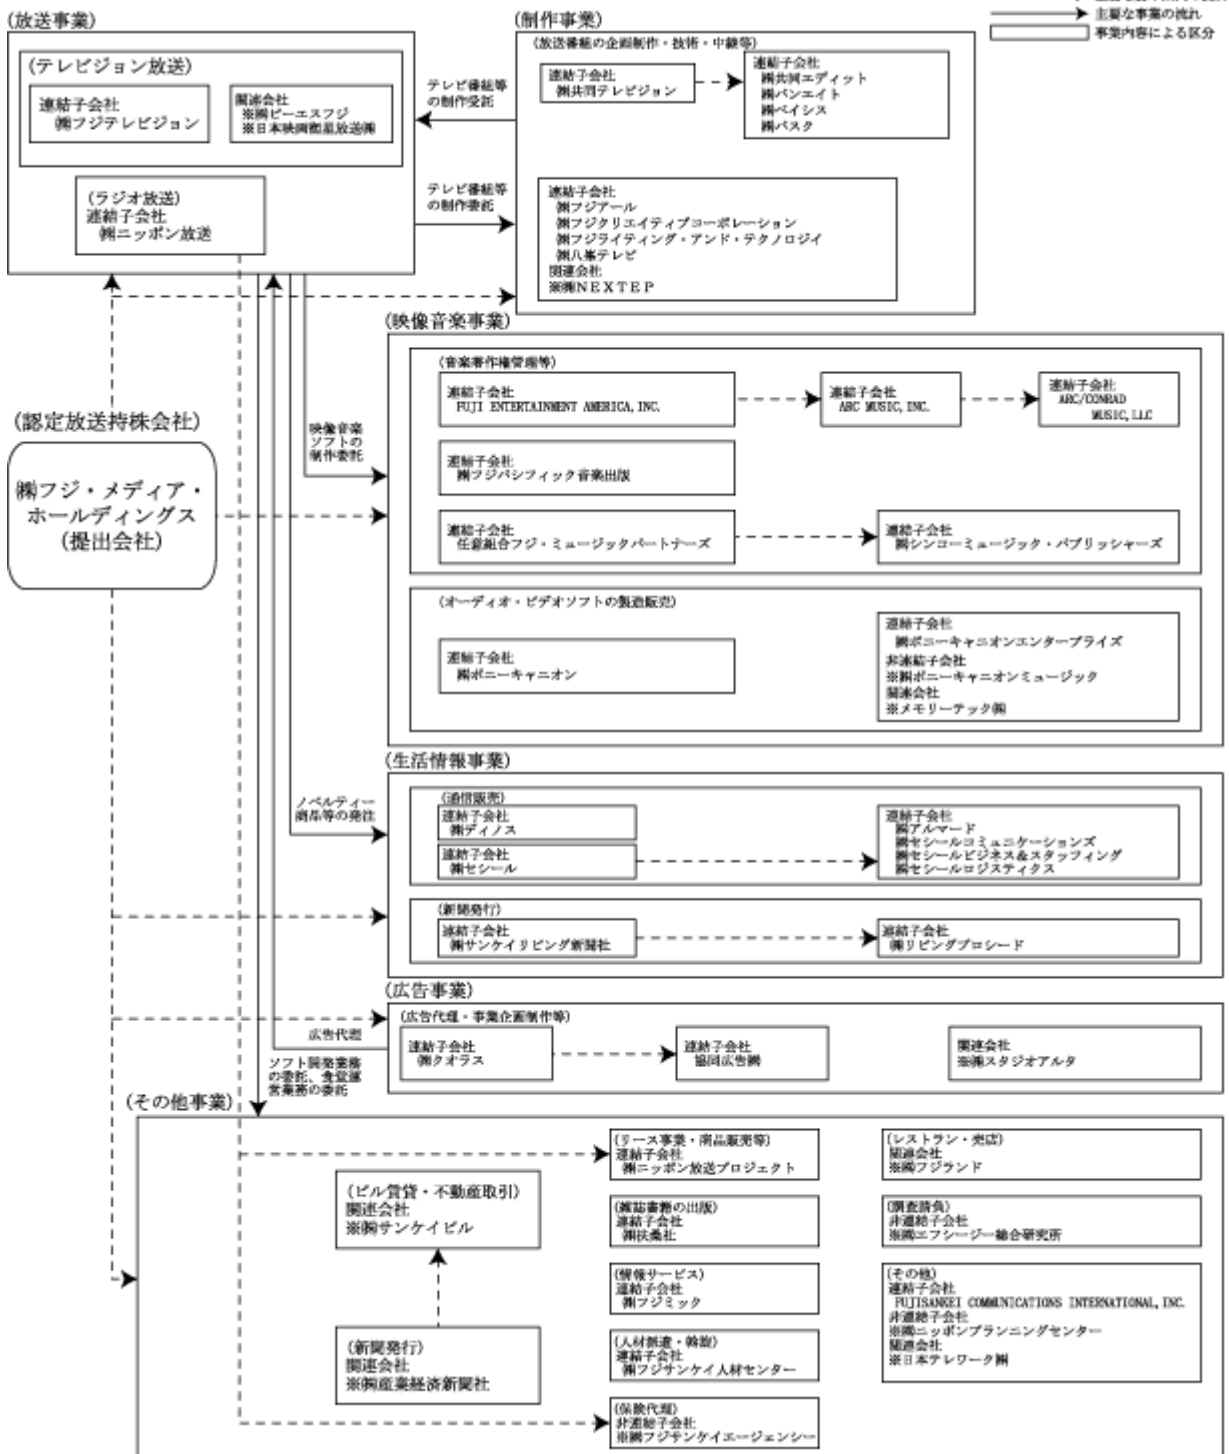 主要な事業の流れ
事業内容による区分
(放送事業)
(テレビジョン放送)
連結子会社
㈱フジテレビジョン
関連会社
※㈱ビーエスフジ
※日本映画衛星放送㈱
(ラジオ放送)
連結子会社
㈱ニッポン放送
テレビ番組等
の制作受託
テレビ番組等
の制作委託
(制作事業)
(放送番組の企画制作・技術・中継等)
連結子会社
㈱共同テレビジョン
連結子会社
㈱共同エディット
㈱バンエイト
㈱ベイシス
㈱バスク
連結子会社
㈱フジアール
㈱フジクリエイティブコーポレーション
㈱フジライティング・アンド・テクノロジイ
㈱八峯テレビ
関連会社
※㈱NEXTEP
(認定放送持株会社)
㈱フジ・メディア・
ホールディングス
(提出会社)
映像音楽
ソフトの
制作委託
(映像音楽事業)
(音楽著作権管理等)
連結子会社
FUJI ENTERTAINMENT AMERICA, INC.
連結子会社
ARC MUSIC, INC.
連結子会社
ARC/CONRAD
MUSIC, LLC
連結子会社
㈱フジパシフィック音楽出版
連結子会社
任意組合フジ・ミュージックパートナーズ
連結子会社
㈱シンコーミュージック・パブリッシャーズ
(オーディオ・ビデオソフトの製造販売)
連結子会社
㈱ポニーキャニオン
連結子会社
㈱ポニーキャニオンエンタープライズ
非連結子会社
※㈱ポニーキャニオンミュージック
関連会社
※メモリーテック㈱
ノベルティー
商品等の発注
(生活情報事業)
(通信販売)
連結子会社
㈱ディノス
連結子会社
㈱セシール
連結子会社
㈱アルマード
㈱セシールコミュニケーションズ
㈱セシールビジネス&スタッフィング
㈱セシールロジスティクス
(新聞発行)
連結子会社
㈱サンケイリビング新聞社
連結子会社
㈱リビングプロシード
(広告事業)
広告代理
(広告代理・事業企画制作等)
連結子会社
㈱クオラス
連結子会社
協同広告㈱
関連会社
※㈱スタジオアルタ
ソフト開発業務
の委託、食堂運
営業務の委託
(その他事業)
(ビル賃貸・不動産取引)
関連会社
※㈱サンケイビル
(新聞発行)
関連会社
※㈱産業経済新聞社
(リース事業・商品販売等)
連結子会社
㈱ニッポン放送プロジェクト
(雑誌書籍の出版)
連結子会社
㈱扶桑社
(情報サービス)
連結子会社
㈱フジミック
(人材派遣・斡旋)
連結子会社
㈱フジサンケイ人材センター
(保険代理)
非連結子会社
※㈱フジサンケイエージェンシー
(レストラン・売店)
関連会社
※㈱フジランド
(調査請負)
非連結子会社
※㈱エフシージー総合研究所
(その他)
連結子会社
FUJISANKEI COMMUNICATIONS INTERNATIONAL, INC.
非連結子会社
※㈱ニッポンプランニングセンター
関連会社
※日本テレワーク㈱